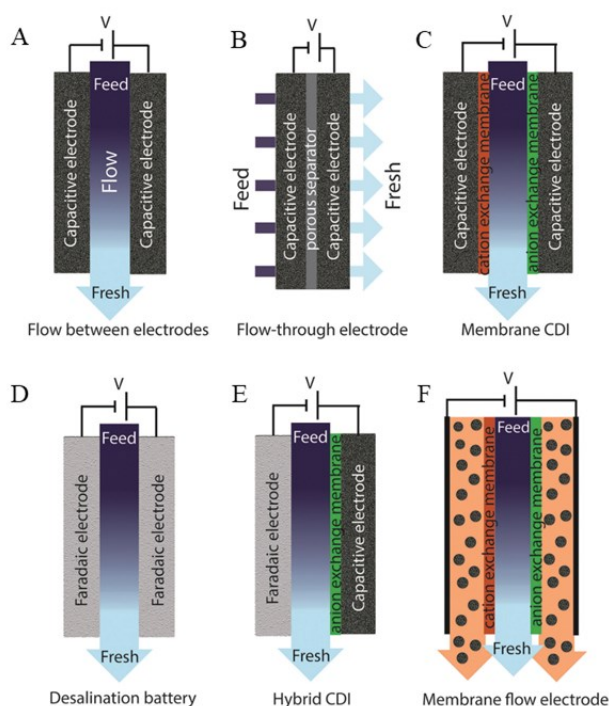 A
V
Feed
Capacitive electrode
Flow
Capacitive electrode
Fresh
Flow between electrodes
B
V
Feed
Capacitive electrode
porous separator
Capacitive electrode
Fresh
Flow-through electrode
C
V
Feed
Capacitive electrode
cation exchange membrane
anion exchange membrane
Capacitive electrode
Fresh
Membrane CDI
D
V
Feed
Faradaic electrode
Faradaic electrode
Fresh
Desalination battery
E
V
Feed
Faradaic electrode
anion exchange membrane
Capacitive electrode
Fresh
Hybrid CDI
F
V
Feed
cation exchange membrane
anion exchange membrane
Fresh
Membrane flow electrode